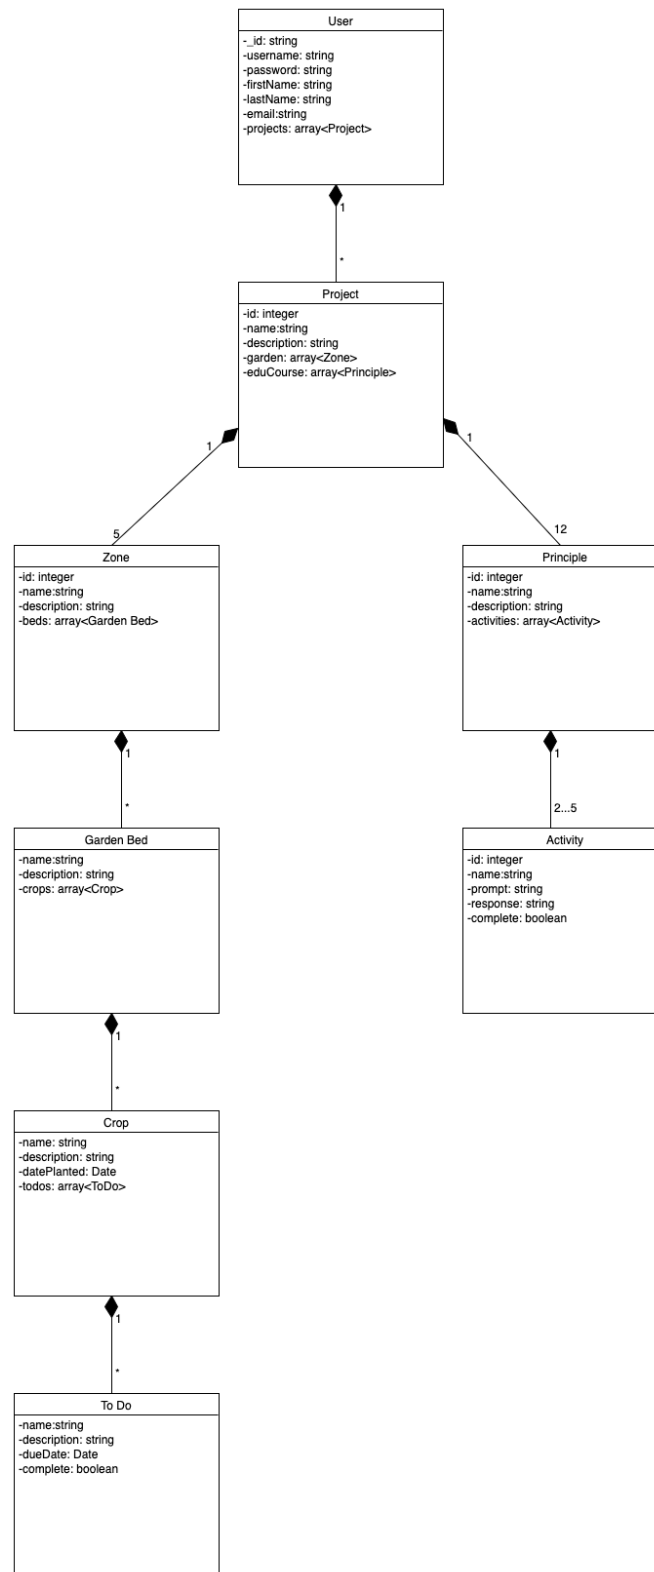 User
-_id: string
-username: string
-password: string
-firstName: string
-lastName: string
-email:string
-projects: array<Project>
1
*
Project
-id: integer
-name:string
-description: string
-garden: array<Zone>
-eduCourse: array<Principle>
1
1
5
12
Zone
-id: integer
-name:string
-description: string
-beds: array<Garden Bed>
Principle
-id: integer
-name:string
-description: string
-activities: array<Activity>
1
*
1
2...5
Garden Bed
-name:string
-description: string
-crops: array<Crop>
Activity
-id: integer
-name:string
-prompt: string
-response: string
-complete: boolean
1
*
Crop
-name: string
-description: string
-datePlanted: Date
-todos: array<ToDo>
1
*
To Do
-name:string
-description: string
-dueDate: Date
-complete: boolean